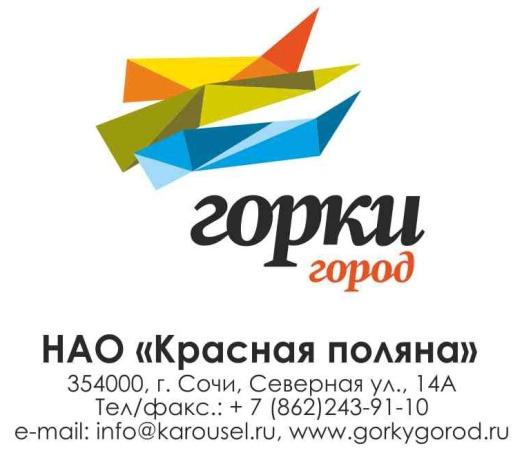 горки
город
НАО «Красная поляна»
354000, г. Сочи, Северная ул., 14А
Тел/факс.: + 7 (862)243-91-10
e-mail: info@karousel.ru, www.gorkygorod.ru